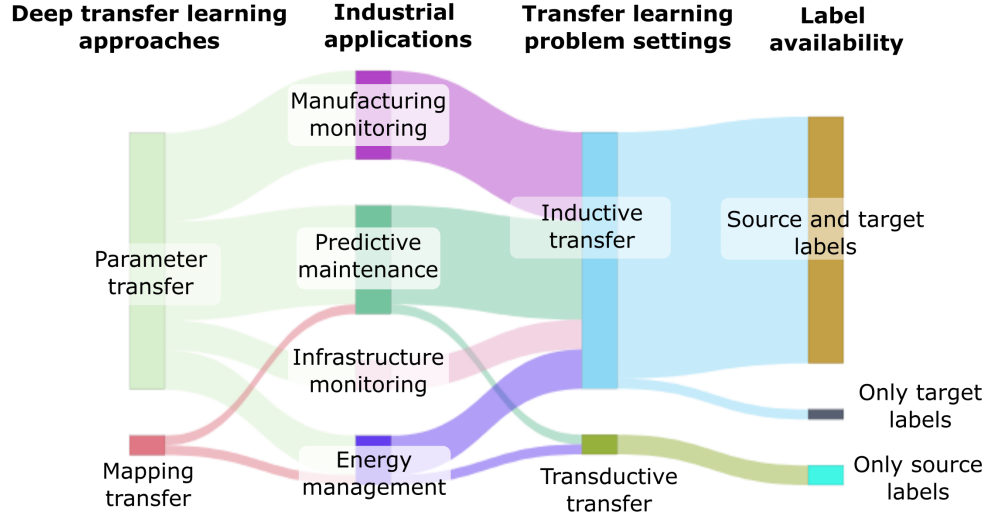 Deep transfer learning
approaches
Industrial
applications
Transfer learning
problem settings
Label
availability
Manufacturing
monitoring
Parameter
transfer
Predictive
maintenance
Inductive
transfer
Source and target
labels
Infrastructure
monitoring
Only target
labels
Mapping
transfer
Energy
management
Transductive
transfer
Only source
labels